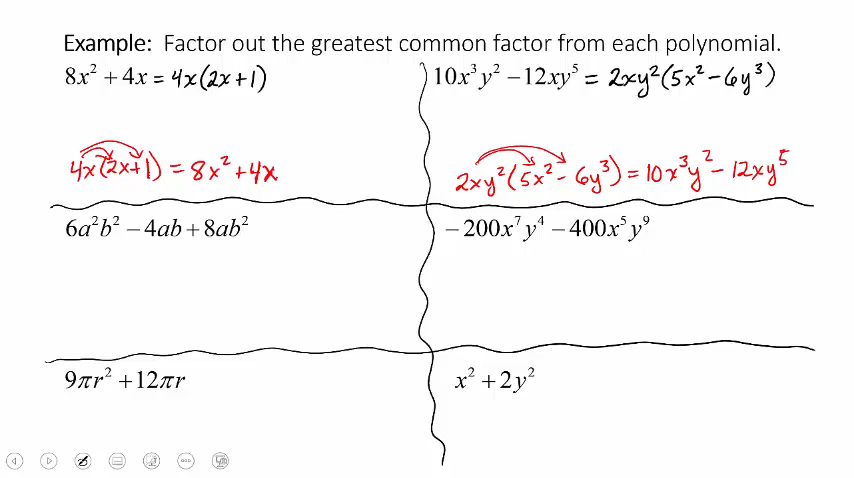 Example: Factor out the greatest common factor from each polynomial.
8x² + 4x = 4x(2x+1)
4x(2x+1) = 8x² + 4x
10x³y² − 12xy⁵ = 2xy²(5x² − 6y³)
2xy²(5x² − 6y³) = 10x³y² − 12xy⁵
6a²b² − 4ab + 8ab²
−200x⁷y⁴ − 400x⁵y⁹
9πr² + 12πr
x² + 2y²